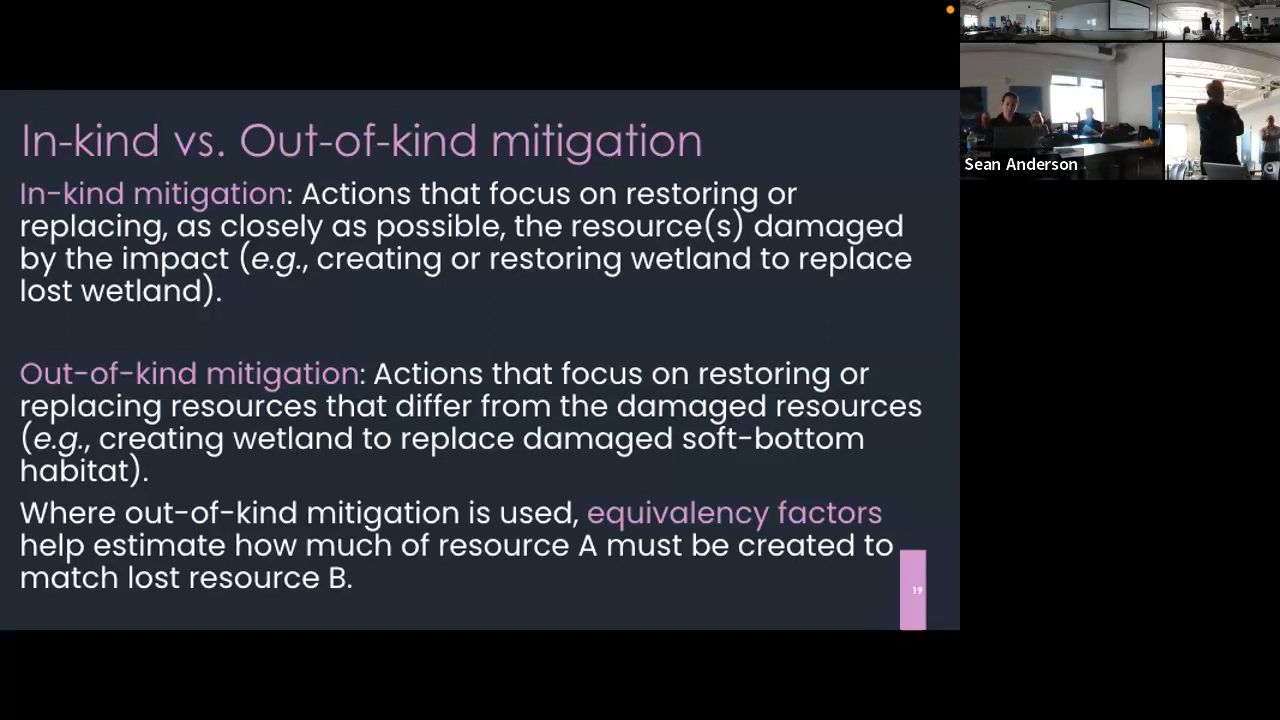 In-kind vs. Out-of-kind mitigation
In-kind mitigation: Actions that focus on restoring or
replacing, as closely as possible, the resource(s) damaged
by the impact (e.g., creating or restoring wetland to replace
lost wetland).
Out-of-kind mitigation: Actions that focus on restoring or
replacing resources that differ from the damaged resources
(e.g., creating wetland to replace damaged soft-bottom
habitat).
Where out-of-kind mitigation is used, equivalency factors
help estimate how much of resource A must be created to
match lost resource B.
19
Sean Anderson